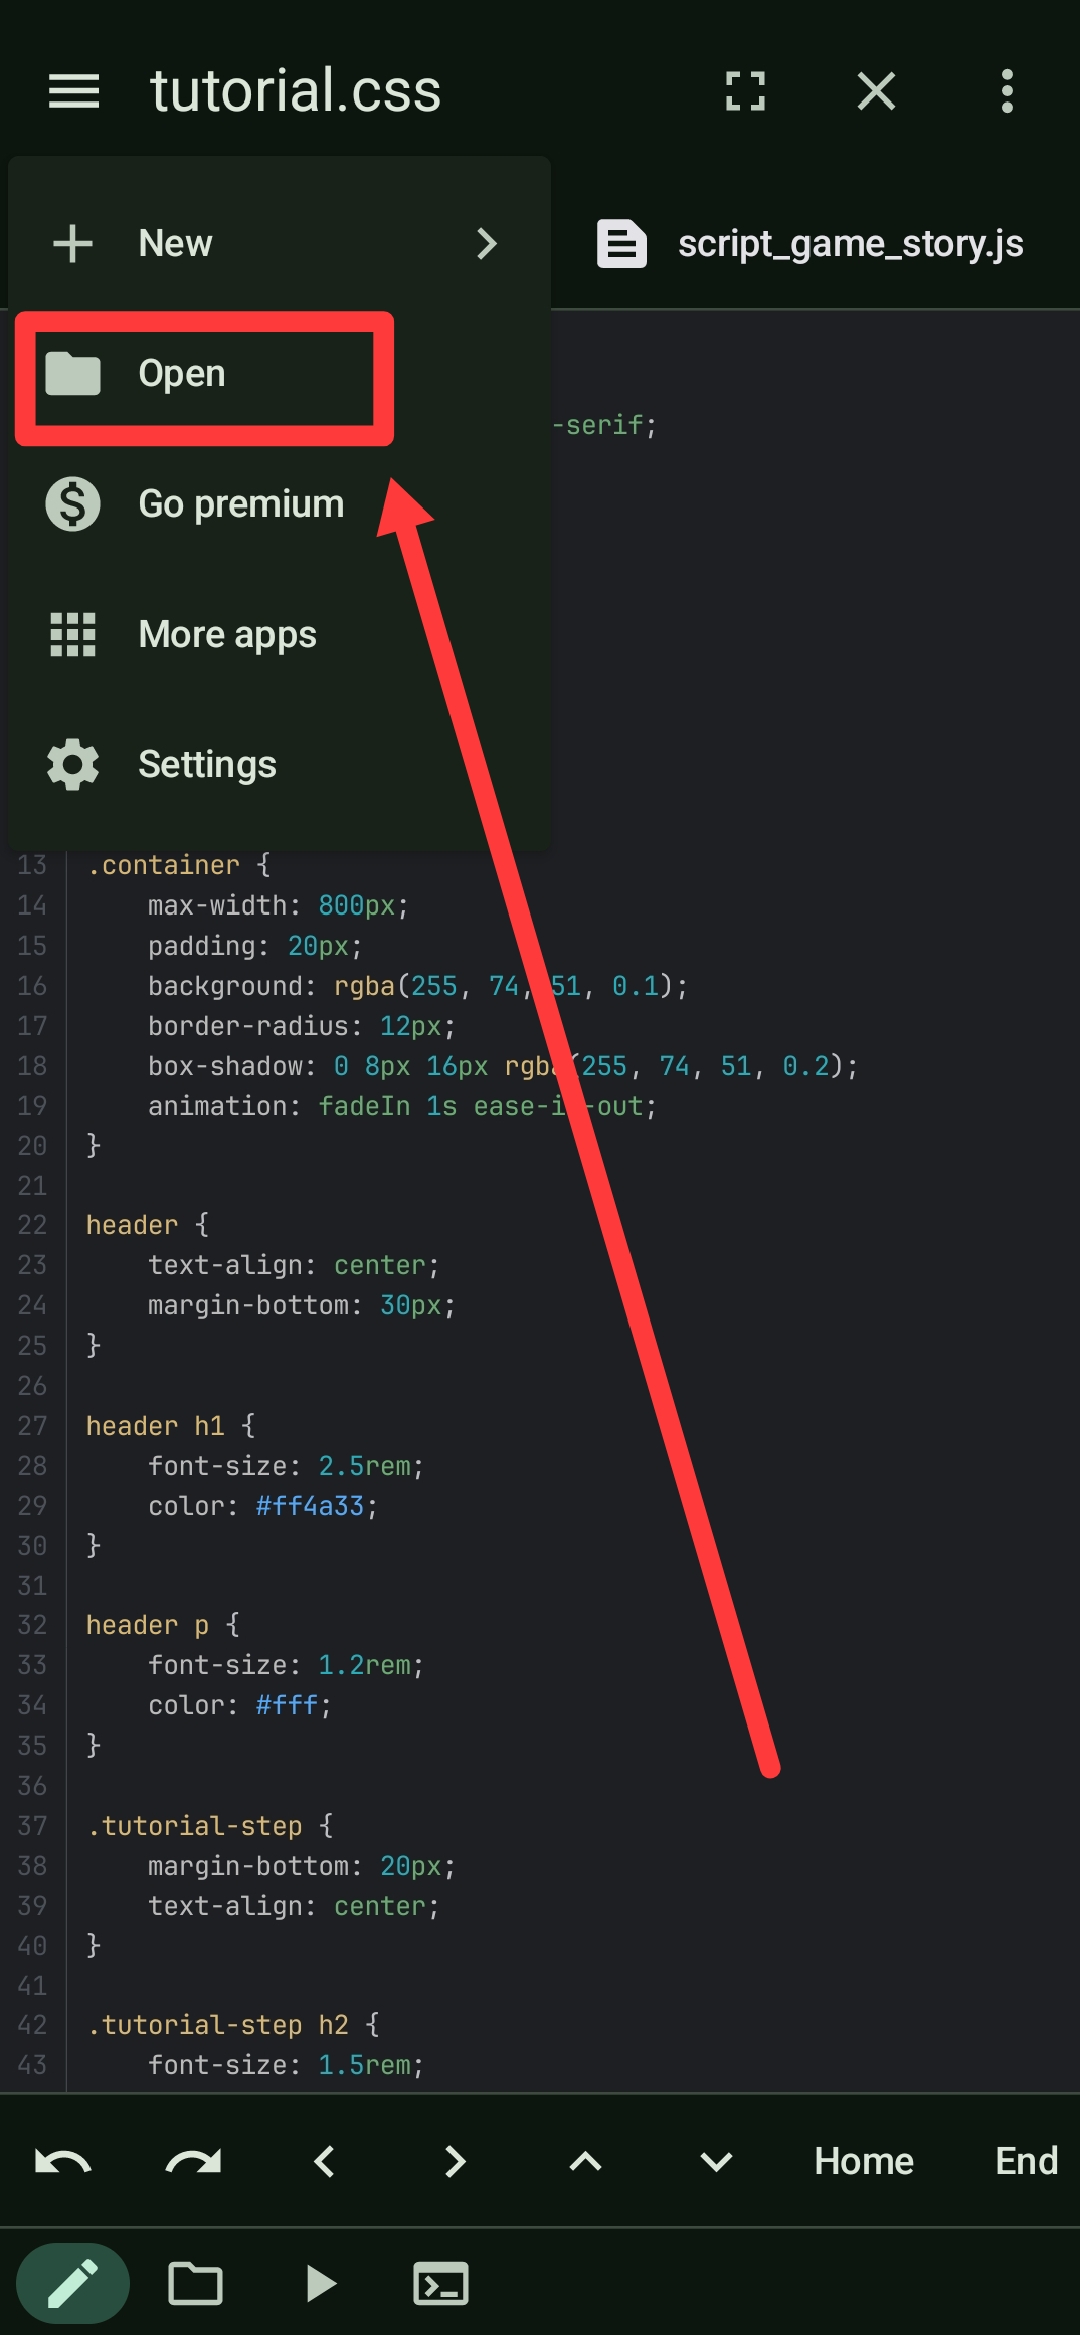 tutorial.css
New
script_game_story.js
Open
-serif;
Go premium
More apps
Settings
13 .container {
14 max-width: 800px;
15 padding: 20px;
16 background: rgba(255, 74, 51, 0.1);
17 border-radius: 12px;
18 box-shadow: 0 8px 16px rgba(255, 74, 51, 0.2);
19 animation: fadeIn 1s ease-in-out;
20 }
21
22 header {
23 text-align: center;
24 margin-bottom: 30px;
25 }
26
27 header h1 {
28 font-size: 2.5rem;
29 color: #ff4a33;
30 }
31
32 header p {
33 font-size: 1.2rem;
34 color: #fff;
35 }
36
37 .tutorial-step {
38 margin-bottom: 20px;
39 text-align: center;
40 }
41
42 .tutorial-step h2 {
43 font-size: 1.5rem;
Home End